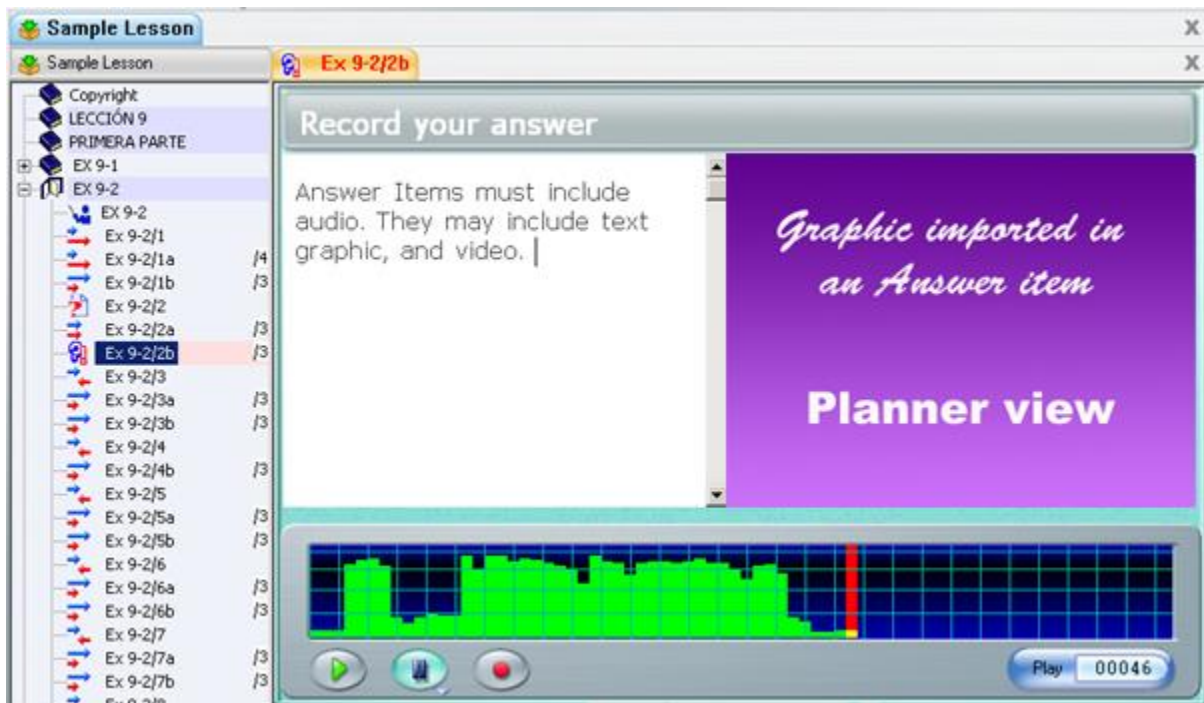 Sample Lesson
X
Sample Lesson
Ex 9-2/2b
X
Copyright
LECCIÓN 9
PRIMERA PARTE
EX 9-1
EX 9-2
EX 9-2
Ex 9-2/1
Ex 9-2/1a /4
Ex 9-2/1b /3
Ex 9-2/2
Ex 9-2/2a /3
Ex 9-2/2b /3
Ex 9-2/3
Ex 9-2/3a /3
Ex 9-2/3b /3
Ex 9-2/4
Ex 9-2/4b /3
Ex 9-2/5
Ex 9-2/5a /3
Ex 9-2/5b /3
Ex 9-2/6
Ex 9-2/6a /3
Ex 9-2/6b /3
Ex 9-2/7
Ex 9-2/7a /3
Ex 9-2/7b /3
Record your answer
Answer Items must include
audio. They may include text
graphic, and video.
Graphic imported in
an Answer item
Planner view
Play 00046